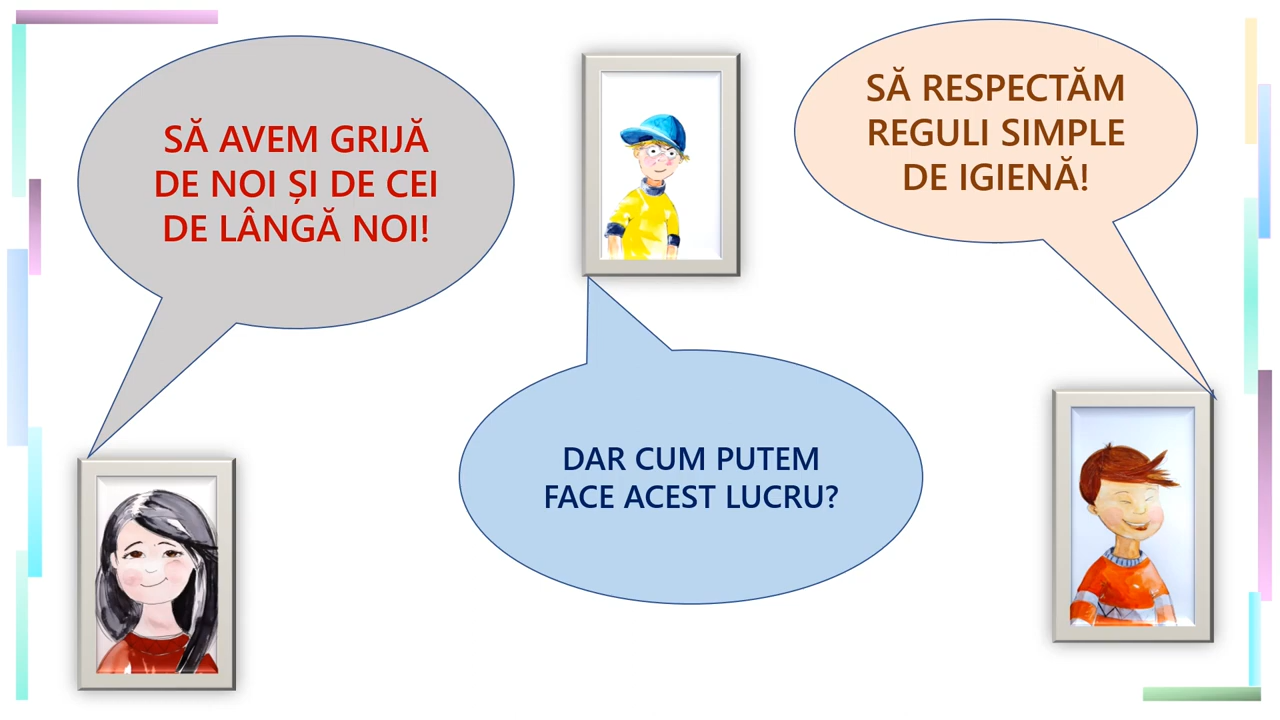 SĂ AVEM GRIJĂ
DE NOI ȘI DE CEI
DE LÂNGĂ NOI!
DAR CUM PUTEM
FACE ACEST LUCRU?
SĂ RESPECTĂM
REGULI SIMPLE
DE IGIENĂ!